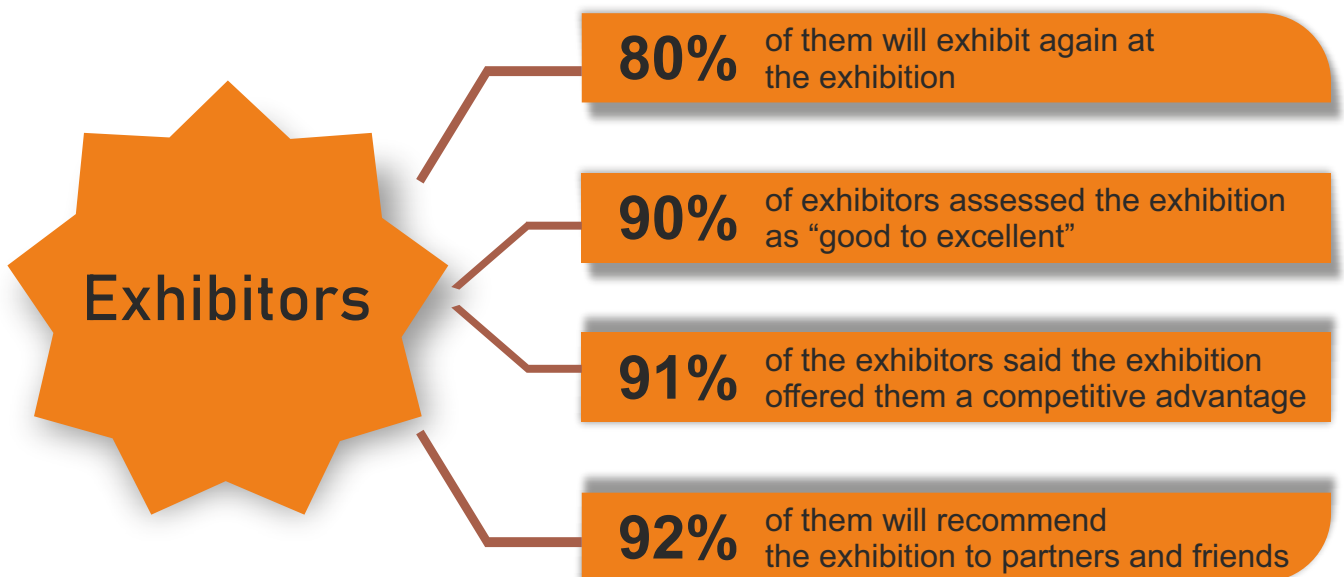 Exhibitors
80%
of them will exhibit again at
the exhibition
90%
of exhibitors assessed the exhibition
as “good to excellent”
91%
of the exhibitors said the exhibition
offered them a competitive advantage
92%
of them will recommend
the exhibition to partners and friends